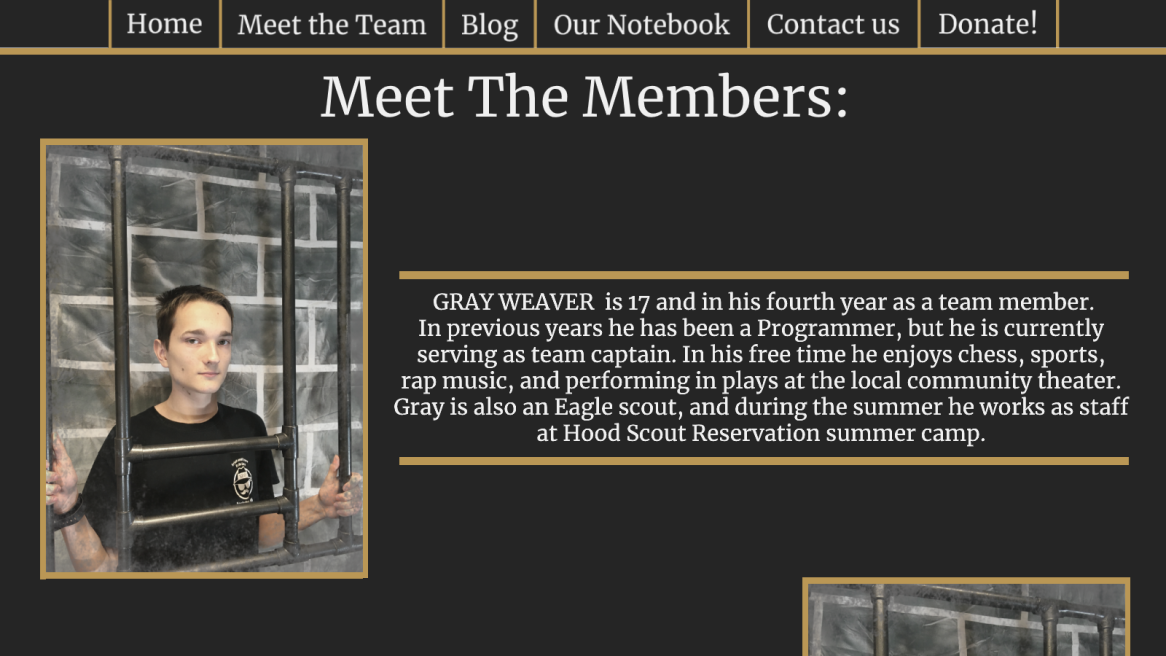 Home Meet the Team Blog Our Notebook Contact us Donate!
Meet The Members:
GRAY WEAVER is 17 and in his fourth year as a team member.
In previous years he has been a Programmer, but he is currently
serving as team captain. In his free time he enjoys chess, sports,
rap music, and performing in plays at the local community theater.
Gray is also an Eagle scout, and during the summer he works as staff
at Hood Scout Reservation summer camp.